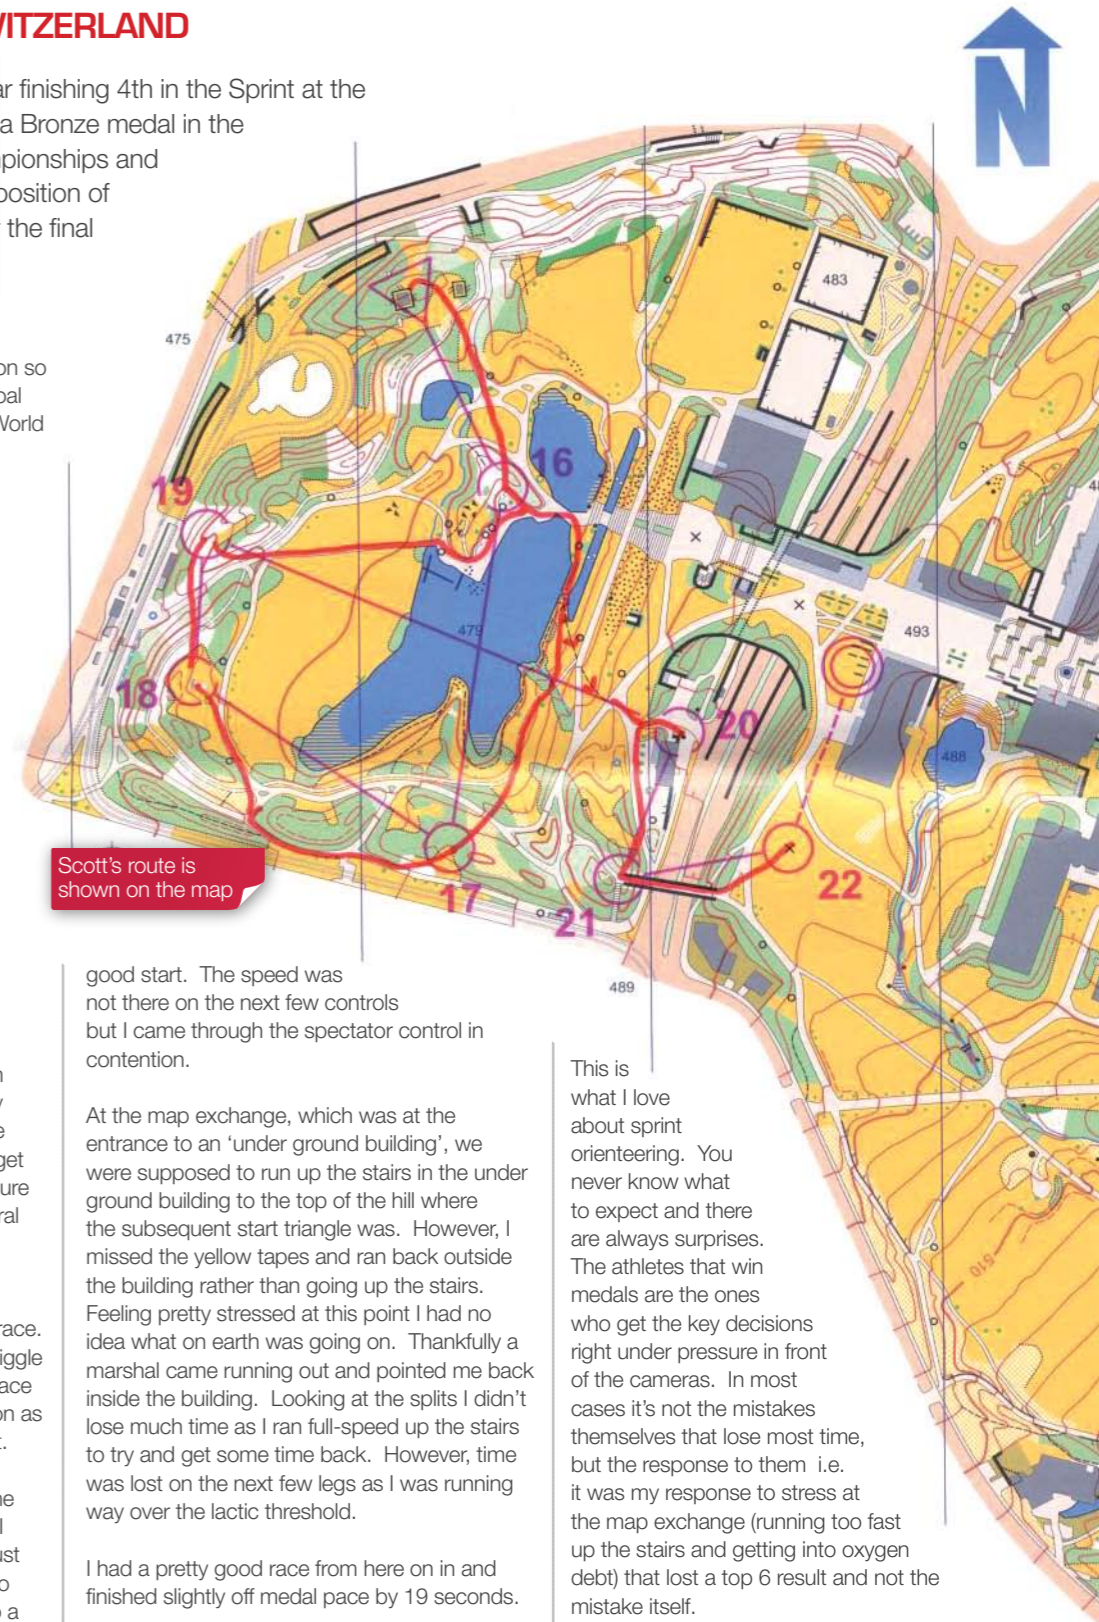 WITZERLAND
ar finishing 4th in the Sprint at the
a Bronze medal in the
pionships and
position of
the final
on so
oal
World
N
475
483
16
19
479
493
18
20
488
17
21
22
489
510
Scott's route is
shown on the map
get
ure
ral
race.
iggle
ace
on as
ne
ust
o
a
good start. The speed was
not there on the next few controls
but I came through the spectator control in
contention.
At the map exchange, which was at the
entrance to an 'under ground building', we
were supposed to run up the stairs in the under
ground building to the top of the hill where
the subsequent start triangle was. However, I
missed the yellow tapes and ran back outside
the building rather than going up the stairs.
Feeling pretty stressed at this point I had no
idea what on earth was going on. Thankfully a
marshal came running out and pointed me back
inside the building. Looking at the splits I didn't
lose much time as I ran full-speed up the stairs
to try and get some time back. However, time
was lost on the next few legs as I was running
way over the lactic threshold.
I had a pretty good race from here on in and
finished slightly off medal pace by 19 seconds.
This is
what I love
about sprint
orienteering. You
never know what
to expect and there
are always surprises.
The athletes that win
medals are the ones
who get the key decisions
right under pressure in front
of the cameras. In most
cases it's not the mistakes
themselves that lose most time,
but the response to them i.e.
it was my response to stress at
the map exchange (running too fast
up the stairs and getting into oxygen
debt) that lost a top 6 result and not the
mistake itself.